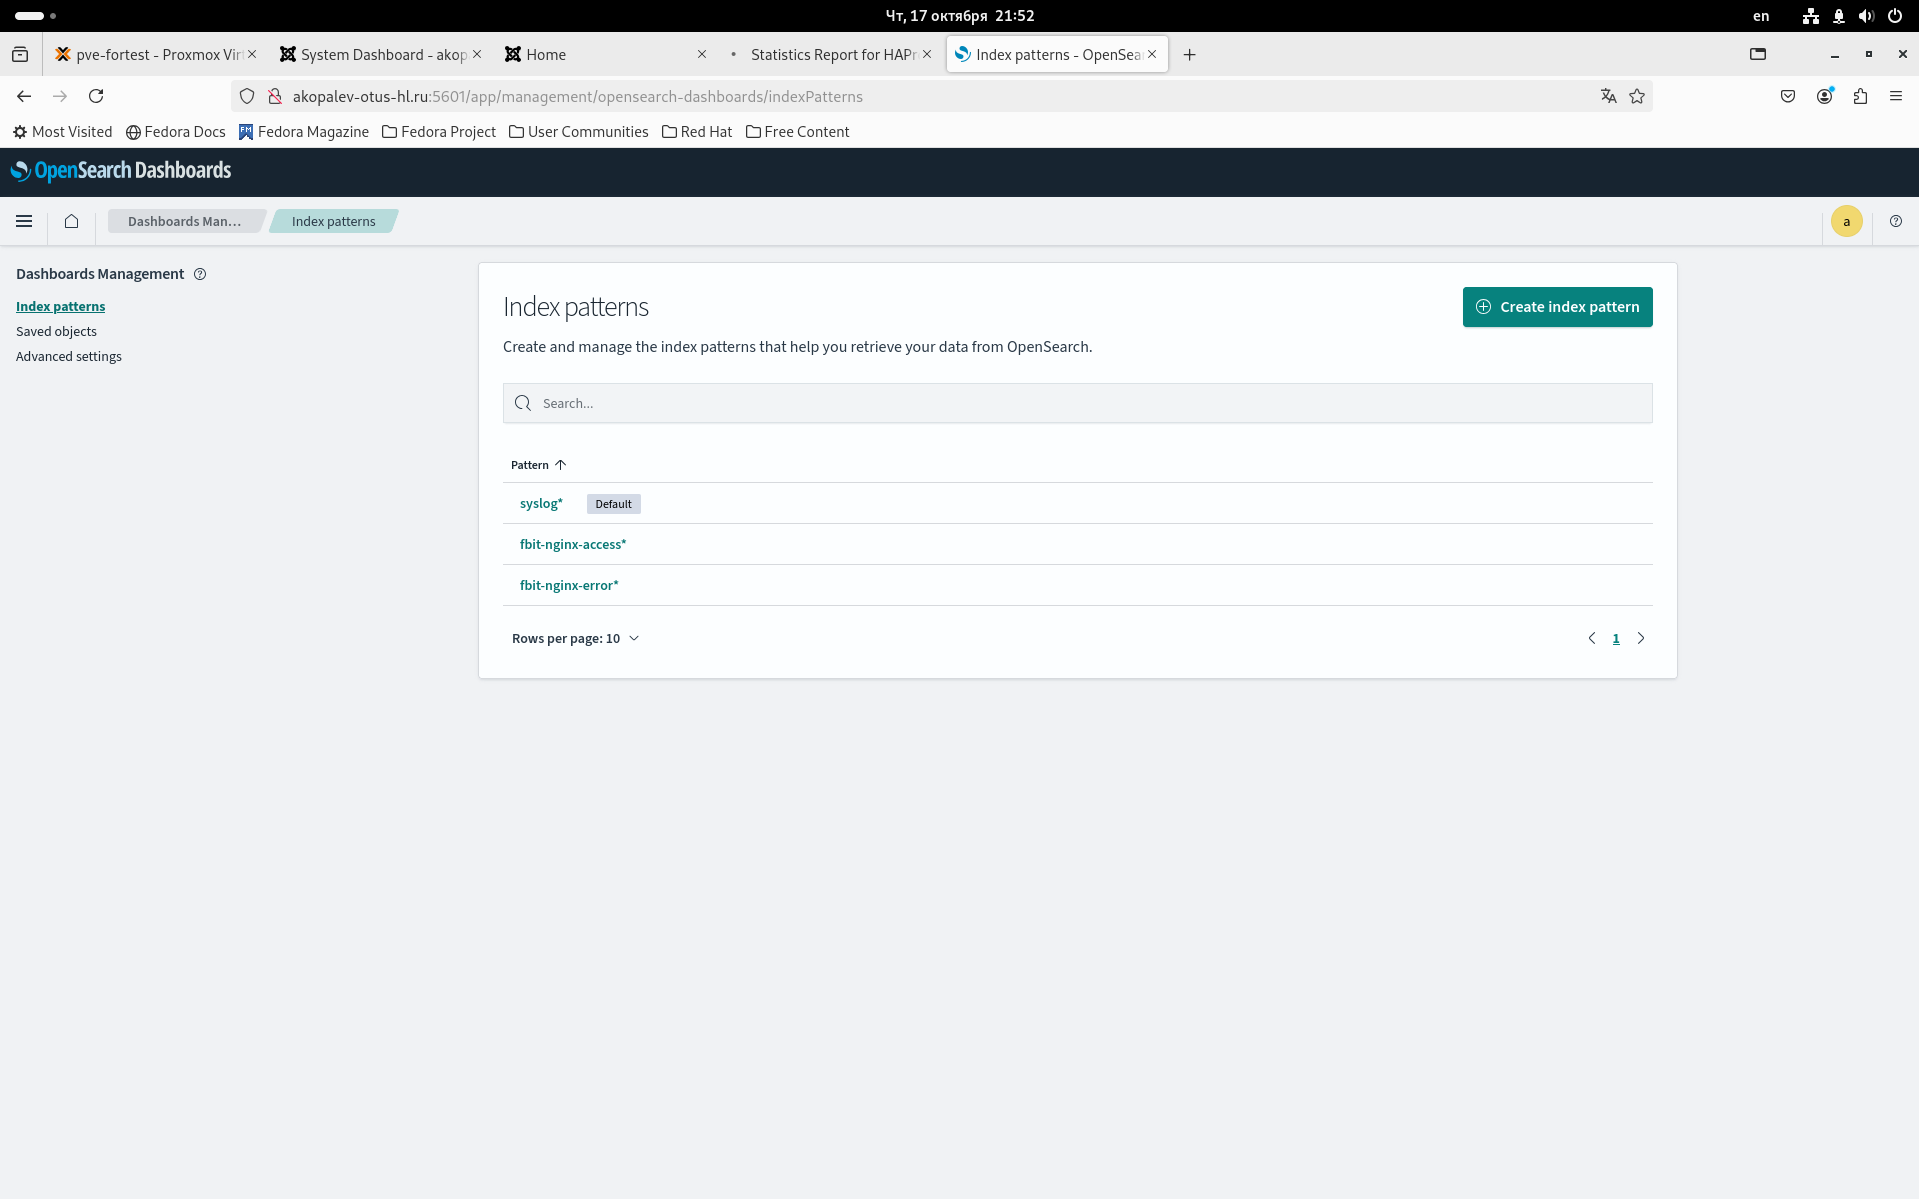 Чт, 17 октября 21:52
en
pve-fortest - Proxmox Vir
System Dashboard - akop
Home
Statistics Report for HAPr
Index patterns - OpenSea
akopalev-otus-hl.ru:5601/app/management/opensearch-dashboards/indexPatterns
Most Visited
Fedora Docs
Fedora Magazine
Fedora Project
User Communities
Red Hat
Free Content
OpenSearch Dashboards
Dashboards Man...
Index patterns
a
Dashboards Management
Index patterns
Saved objects
Advanced settings
Index patterns
Create index pattern
Create and manage the index patterns that help you retrieve your data from OpenSearch.
Search...
Pattern
syslog* Default
fbit-nginx-access*
fbit-nginx-error*
Rows per page: 10
1